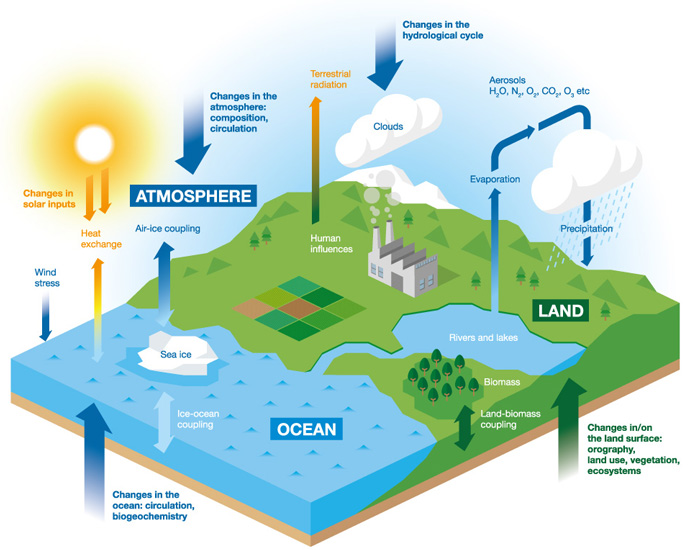 Changes in the
hydrological cycle
Terrestrial
radiation
Aerosols
H₂O, N₂, O₂, CO₂, O₃ etc
Changes in the
atmosphere:
composition,
circulation
Clouds
Evaporation
Changes in
solar inputs
ATMOSPHERE
Heat
exchange
Air-ice coupling
Human
influences
Precipitation
Wind
stress
LAND
Rivers and lakes
Sea ice
Biomass
Ice-ocean
coupling
OCEAN
Land-biomass
coupling
Changes in/on
the land surface:
orography,
land use, vegetation,
ecosystems
Changes in the
ocean: circulation,
biogeochemistry